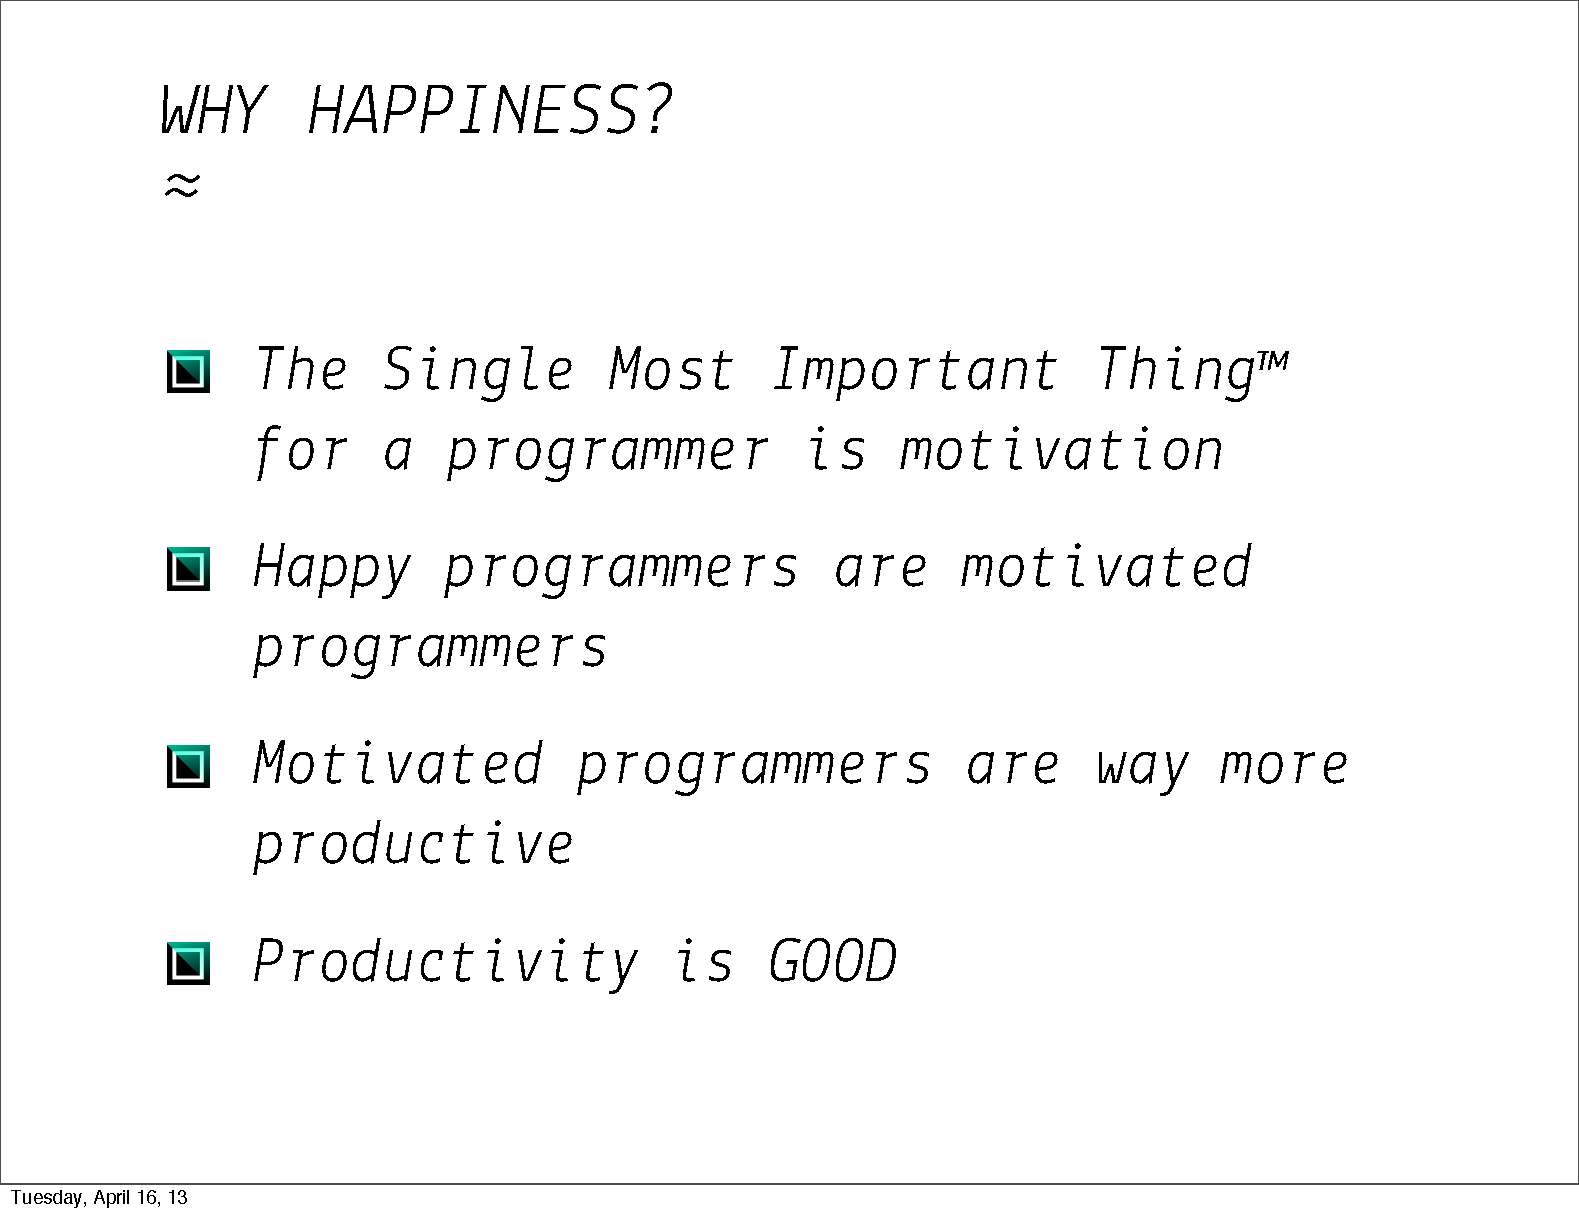 WHY HAPPINESS?
≈
The Single Most Important Thing™
for a programmer is motivation
Happy programmers are motivated
programmers
Motivated programmers are way more
productive
Productivity is GOOD
Tuesday, April 16, 13